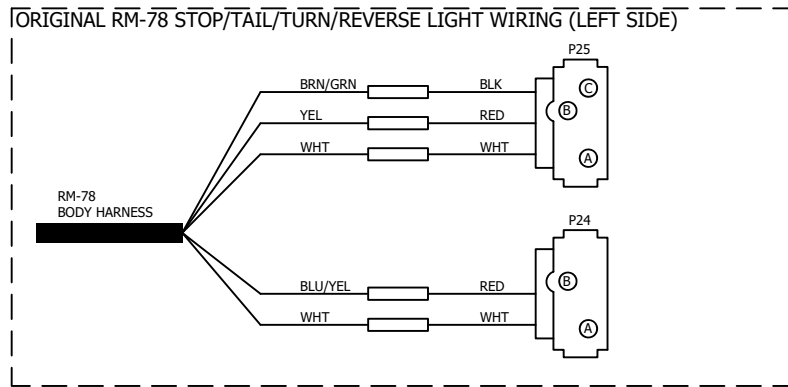 ORIGINAL RM-78 STOP/TAIL/TURN/REVERSE LIGHT WIRING (LEFT SIDE)
P25
BRN/GRN BLK
C
B
YEL RED
WHT WHT
A
RM-78
BODY HARNESS
P24
BLU/YEL RED
B
WHT WHT
A